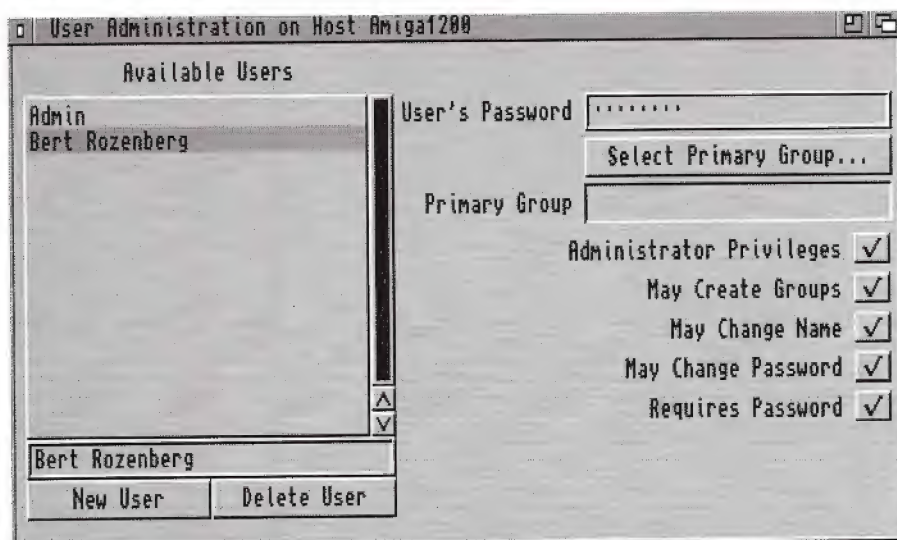 User Administration on Host Amiga1200
Available Users
Admin
Bert Rozenberg
Bert Rozenberg
New User
Delete User
User's Password ········
Select Primary Group...
Primary Group
Administrator Privileges √
May Create Groups √
May Change Name √
May Change Password √
Requires Password √